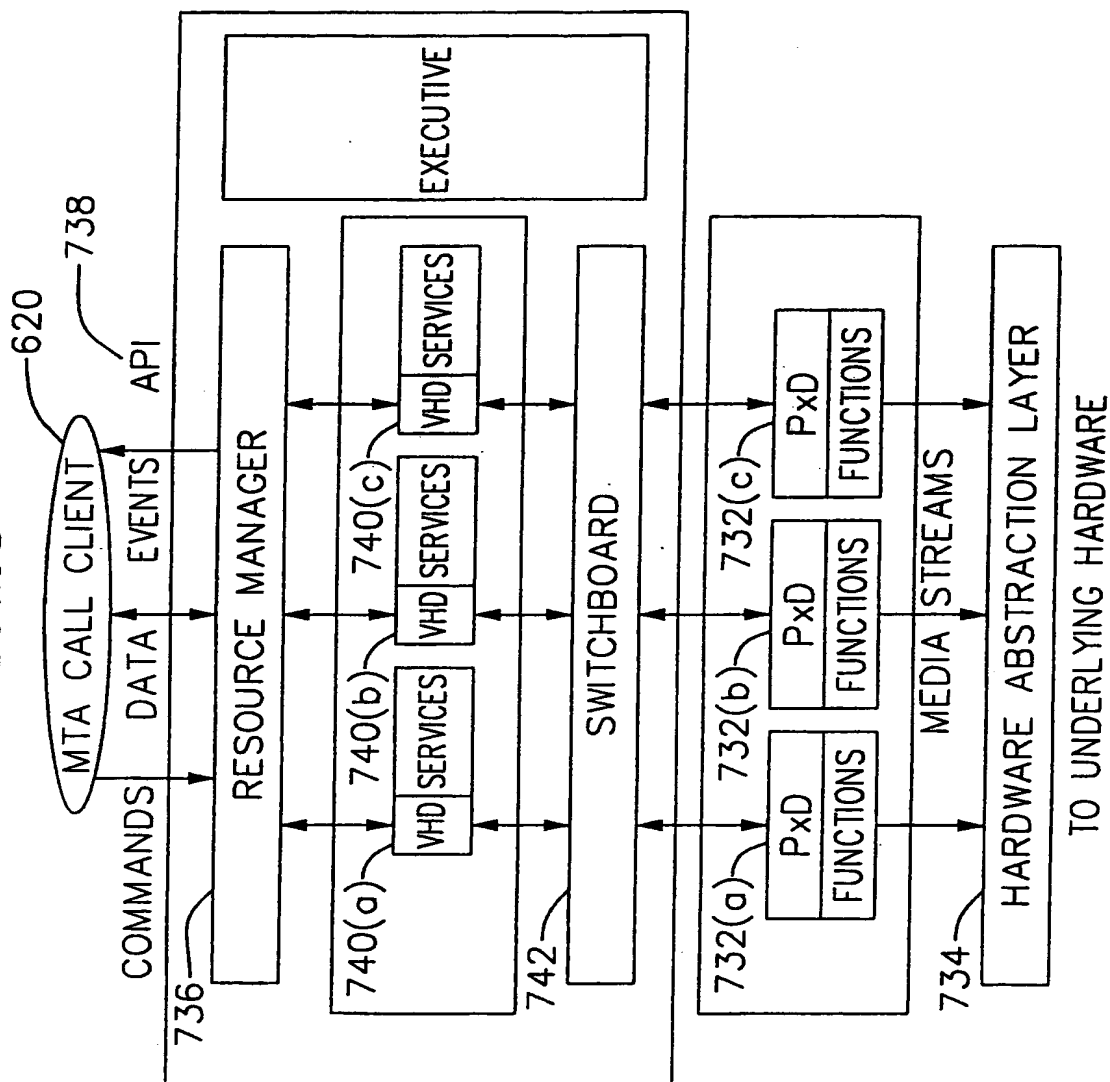 620
738
MTA CALL CLIENT
COMMANDS
DATA
EVENTS
API
736
RESOURCE MANAGER
EXECUTIVE
740(a)
740(b)
740(c)
VHD SERVICES
VHD SERVICES
VHD SERVICES
742
SWITCHBOARD
732(a)
732(b)
732(c)
PxD
PxD
PxD
FUNCTIONS
FUNCTIONS
FUNCTIONS
MEDIA STREAMS
734
HARDWARE ABSTRACTION LAYER
TO UNDERLYING HARDWARE